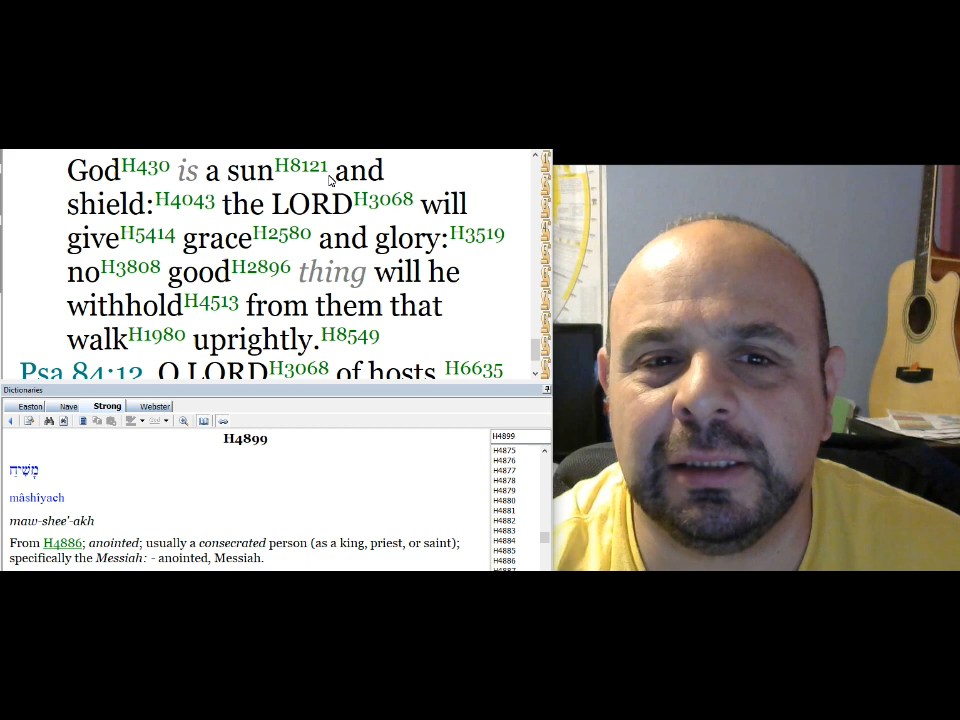 GodH430 is a sunH8121 and
shield:H4043 the LORDH3068 will
giveH5414 graceH2580 and glory:H3519
noH3808 goodH2896 thing will he
withholdH4513 from them that
walkH1980 uprightly.H8549
Psa 84:12 O LORDH3068 of hosts,H6635
Dictionaries
Easton Nave Strong Webster
H4899
מָשִׁיחַ
mâshîyach
maw-shee'-akh
From H4886; anointed; usually a consecrated person (as a king, priest, or saint);
specifically the Messiah: - anointed, Messiah.
H4899
H4875
H4876
H4877
H4878
H4879
H4880
H4881
H4882
H4883
H4884
H4885
H4886
H4887